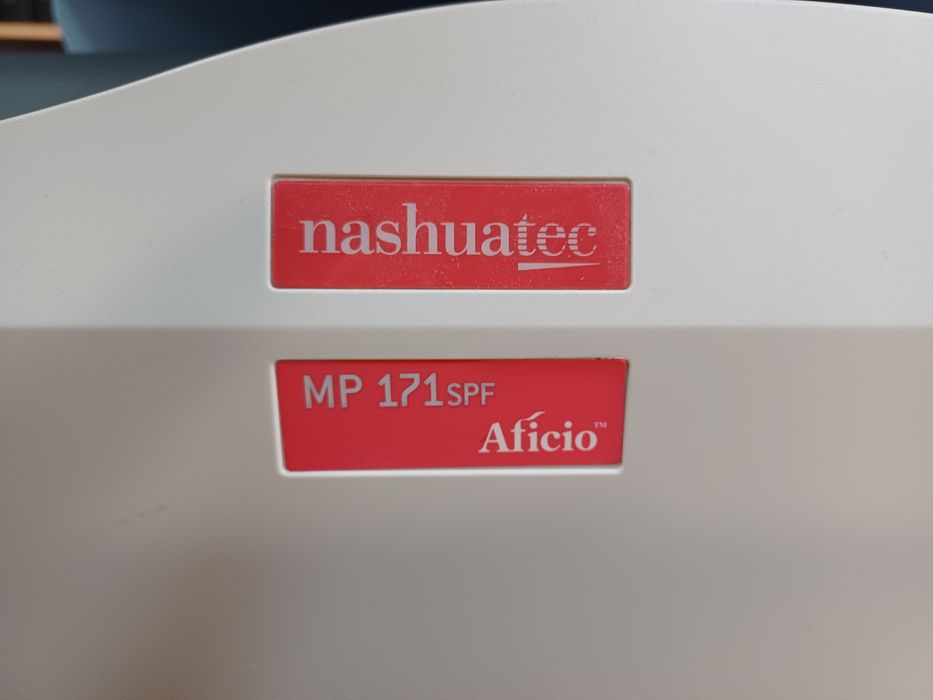 nashuatec
MP 171SPF
Aficio™